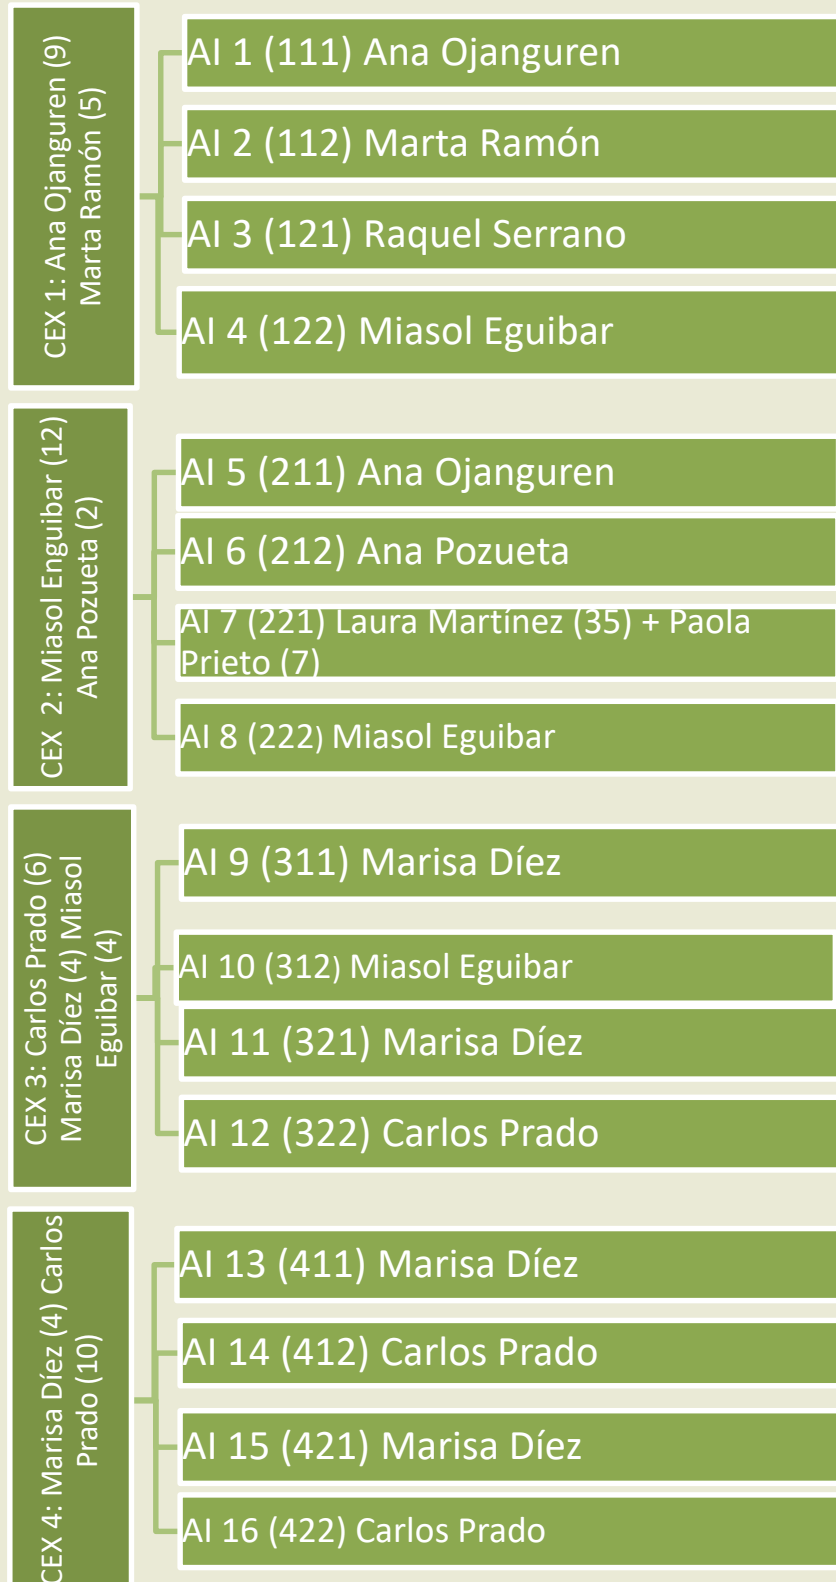 CEX 1: Ana Ojanguren (9)
Marta Ramón (5)
AI 1 (111) Ana Ojanguren
AI 2 (112) Marta Ramón
AI 3 (121) Raquel Serrano
AI 4 (122) Miasol Eguibar
CEX 2: Miasol Enguibar (12)
Ana Pozueta (2)
AI 5 (211) Ana Ojanguren
AI 6 (212) Ana Pozueta
AI 7 (221) Laura Martínez (35) + Paola
Prieto (7)
AI 8 (222) Miasol Eguibar
CEX 3: Carlos Prado (6)
Marisa Díez (4) Miasol
Eguibar (4)
AI 9 (311) Marisa Díez
AI 10 (312) Miasol Eguibar
AI 11 (321) Marisa Díez
AI 12 (322) Carlos Prado
CEX 4: Marisa Díez (4) Carlos
Prado (10)
AI 13 (411) Marisa Díez
AI 14 (412) Carlos Prado
AI 15 (421) Marisa Díez
AI 16 (422) Carlos Prado